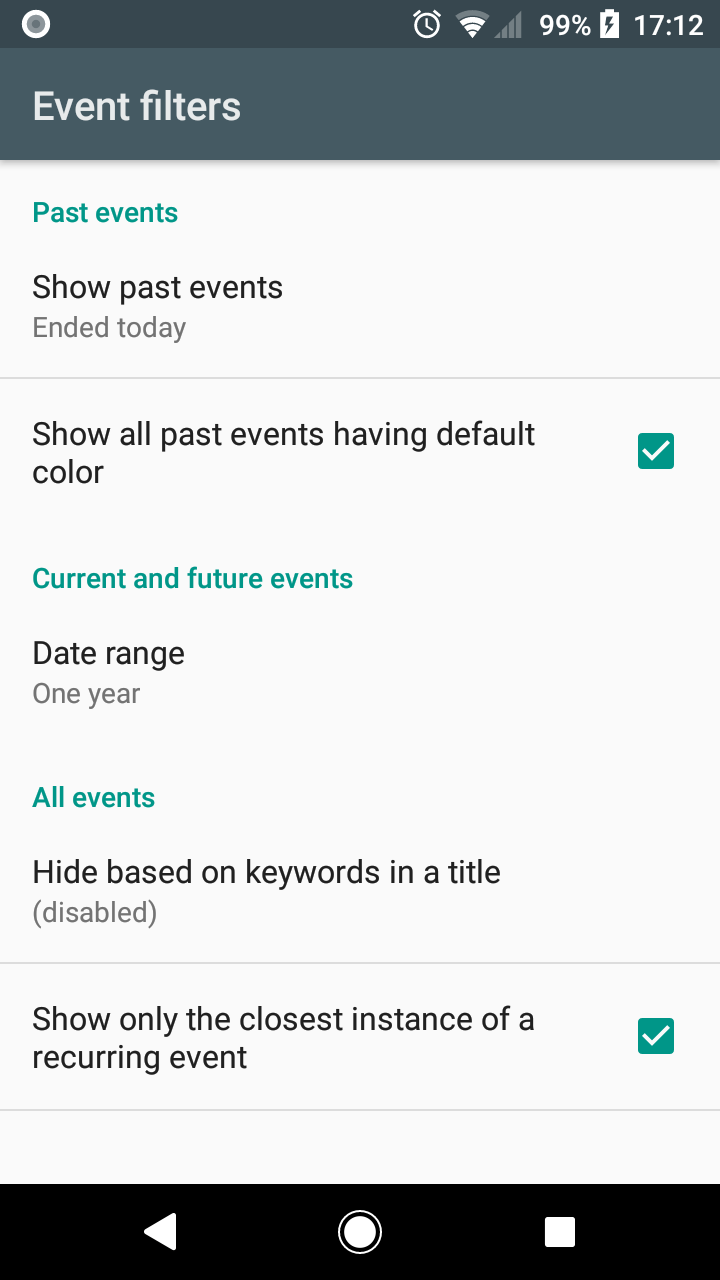 99% 17:12
Event filters
Past events
Show past events
Ended today
Show all past events having default
color
Current and future events
Date range
One year
All events
Hide based on keywords in a title
(disabled)
Show only the closest instance of a
recurring event